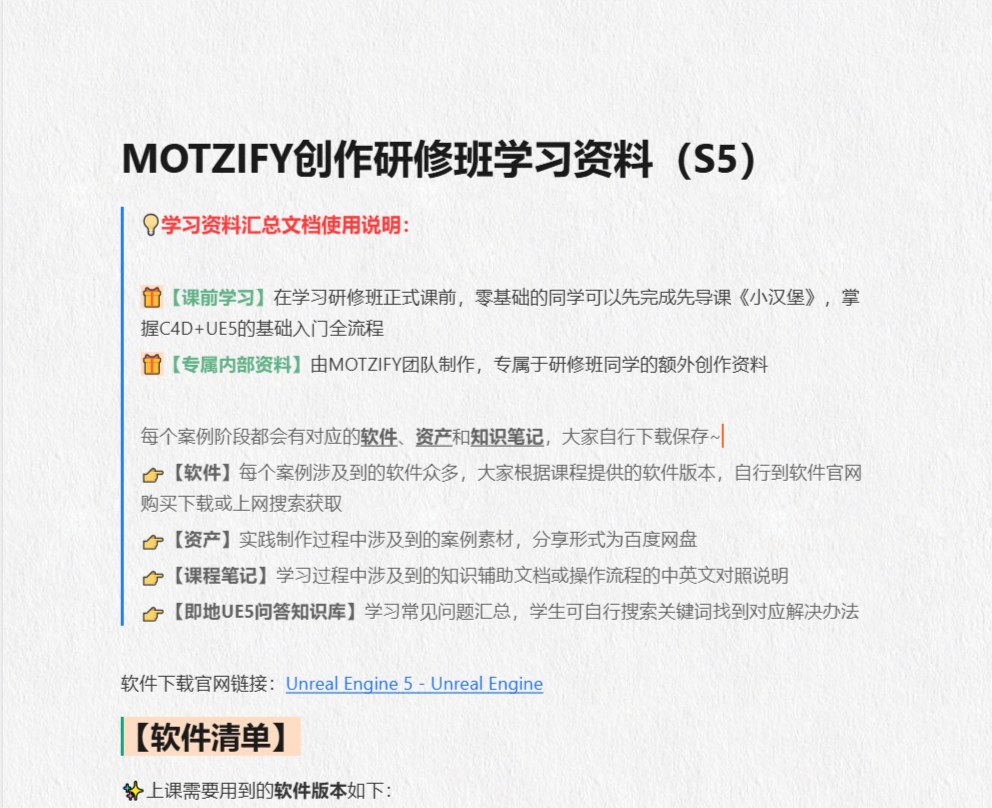 MOTZIFY创作研修班学习资料（S5）
💡学习资料汇总文档使用说明：
🎁【课前学习】在学习研修班正式课前，零基础的同学可以先完成先导课《小汉堡》，掌
握C4D+UE5的基础入门全流程
🎁【专属内部资料】由MOTZIFY团队制作，专属于研修班同学的额外创作资料
每个案例阶段都会有对应的软件、资产和知识笔记，大家自行下载保存~
👉【软件】每个案例涉及到的软件众多，大家根据课程提供的软件版本，自行到软件官网
购买下载或上网搜索获取
👉【资产】实践制作过程中涉及到的案例素材，分享形式为百度网盘
👉【课程笔记】学习过程中涉及到的知识辅助文档或操作流程的中英文对照说明
👉【即地UE5问答知识库】学习常见问题汇总，学生可自行搜索关键词找到对应解决办法
软件下载官网链接：Unreal Engine 5 - Unreal Engine
【软件清单】
✨上课需要用到的软件版本如下：